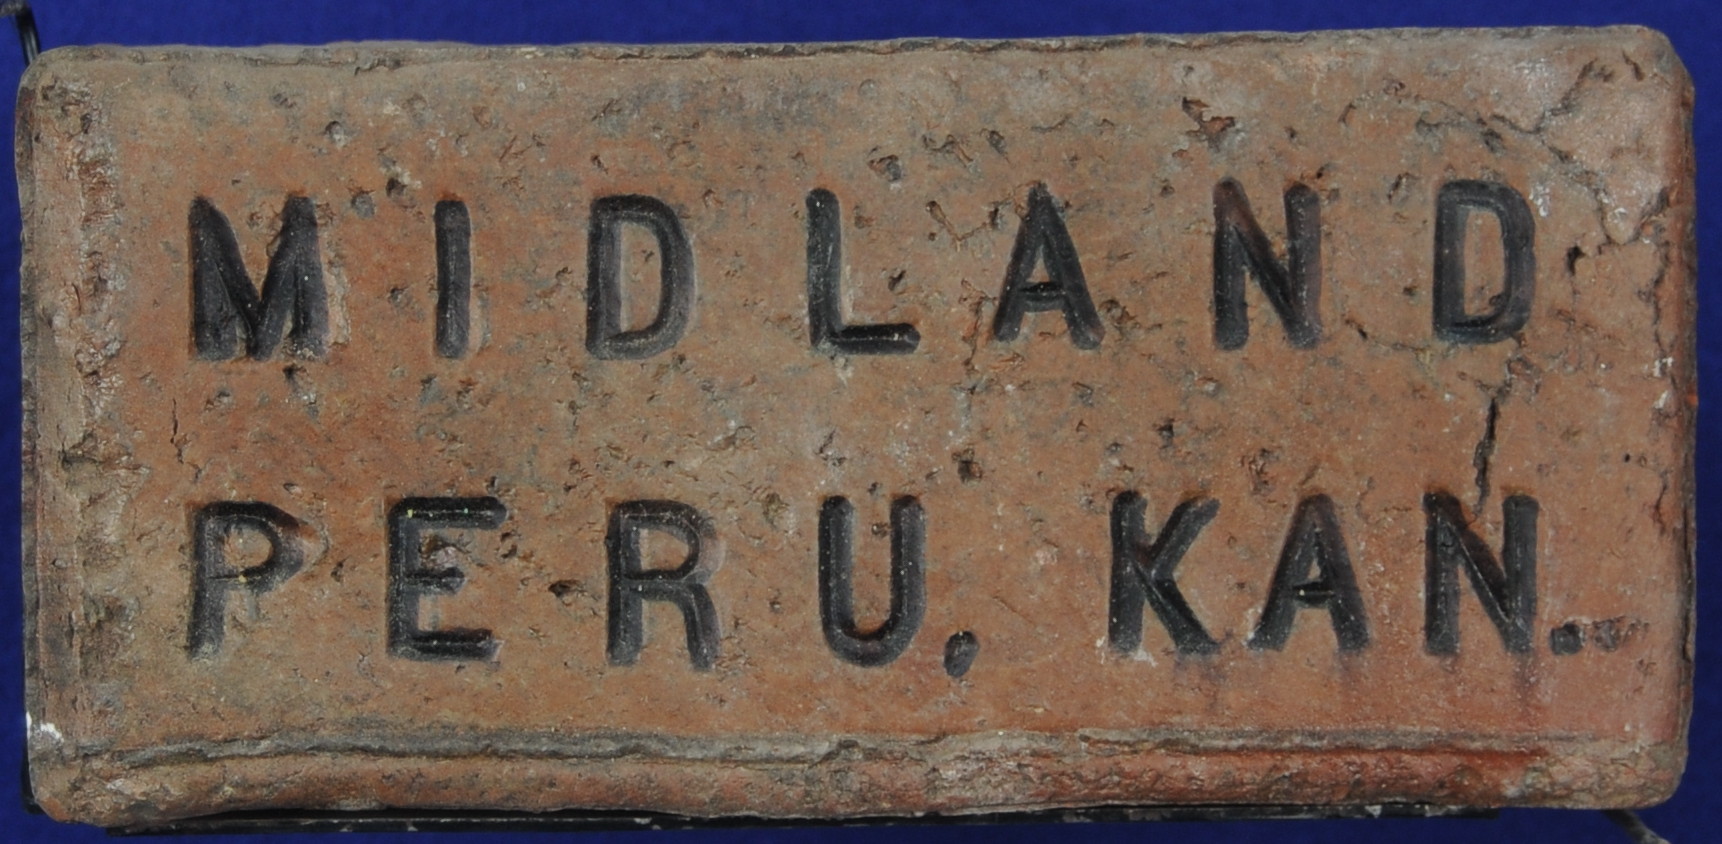 MIDLAND
PERU, KAN.